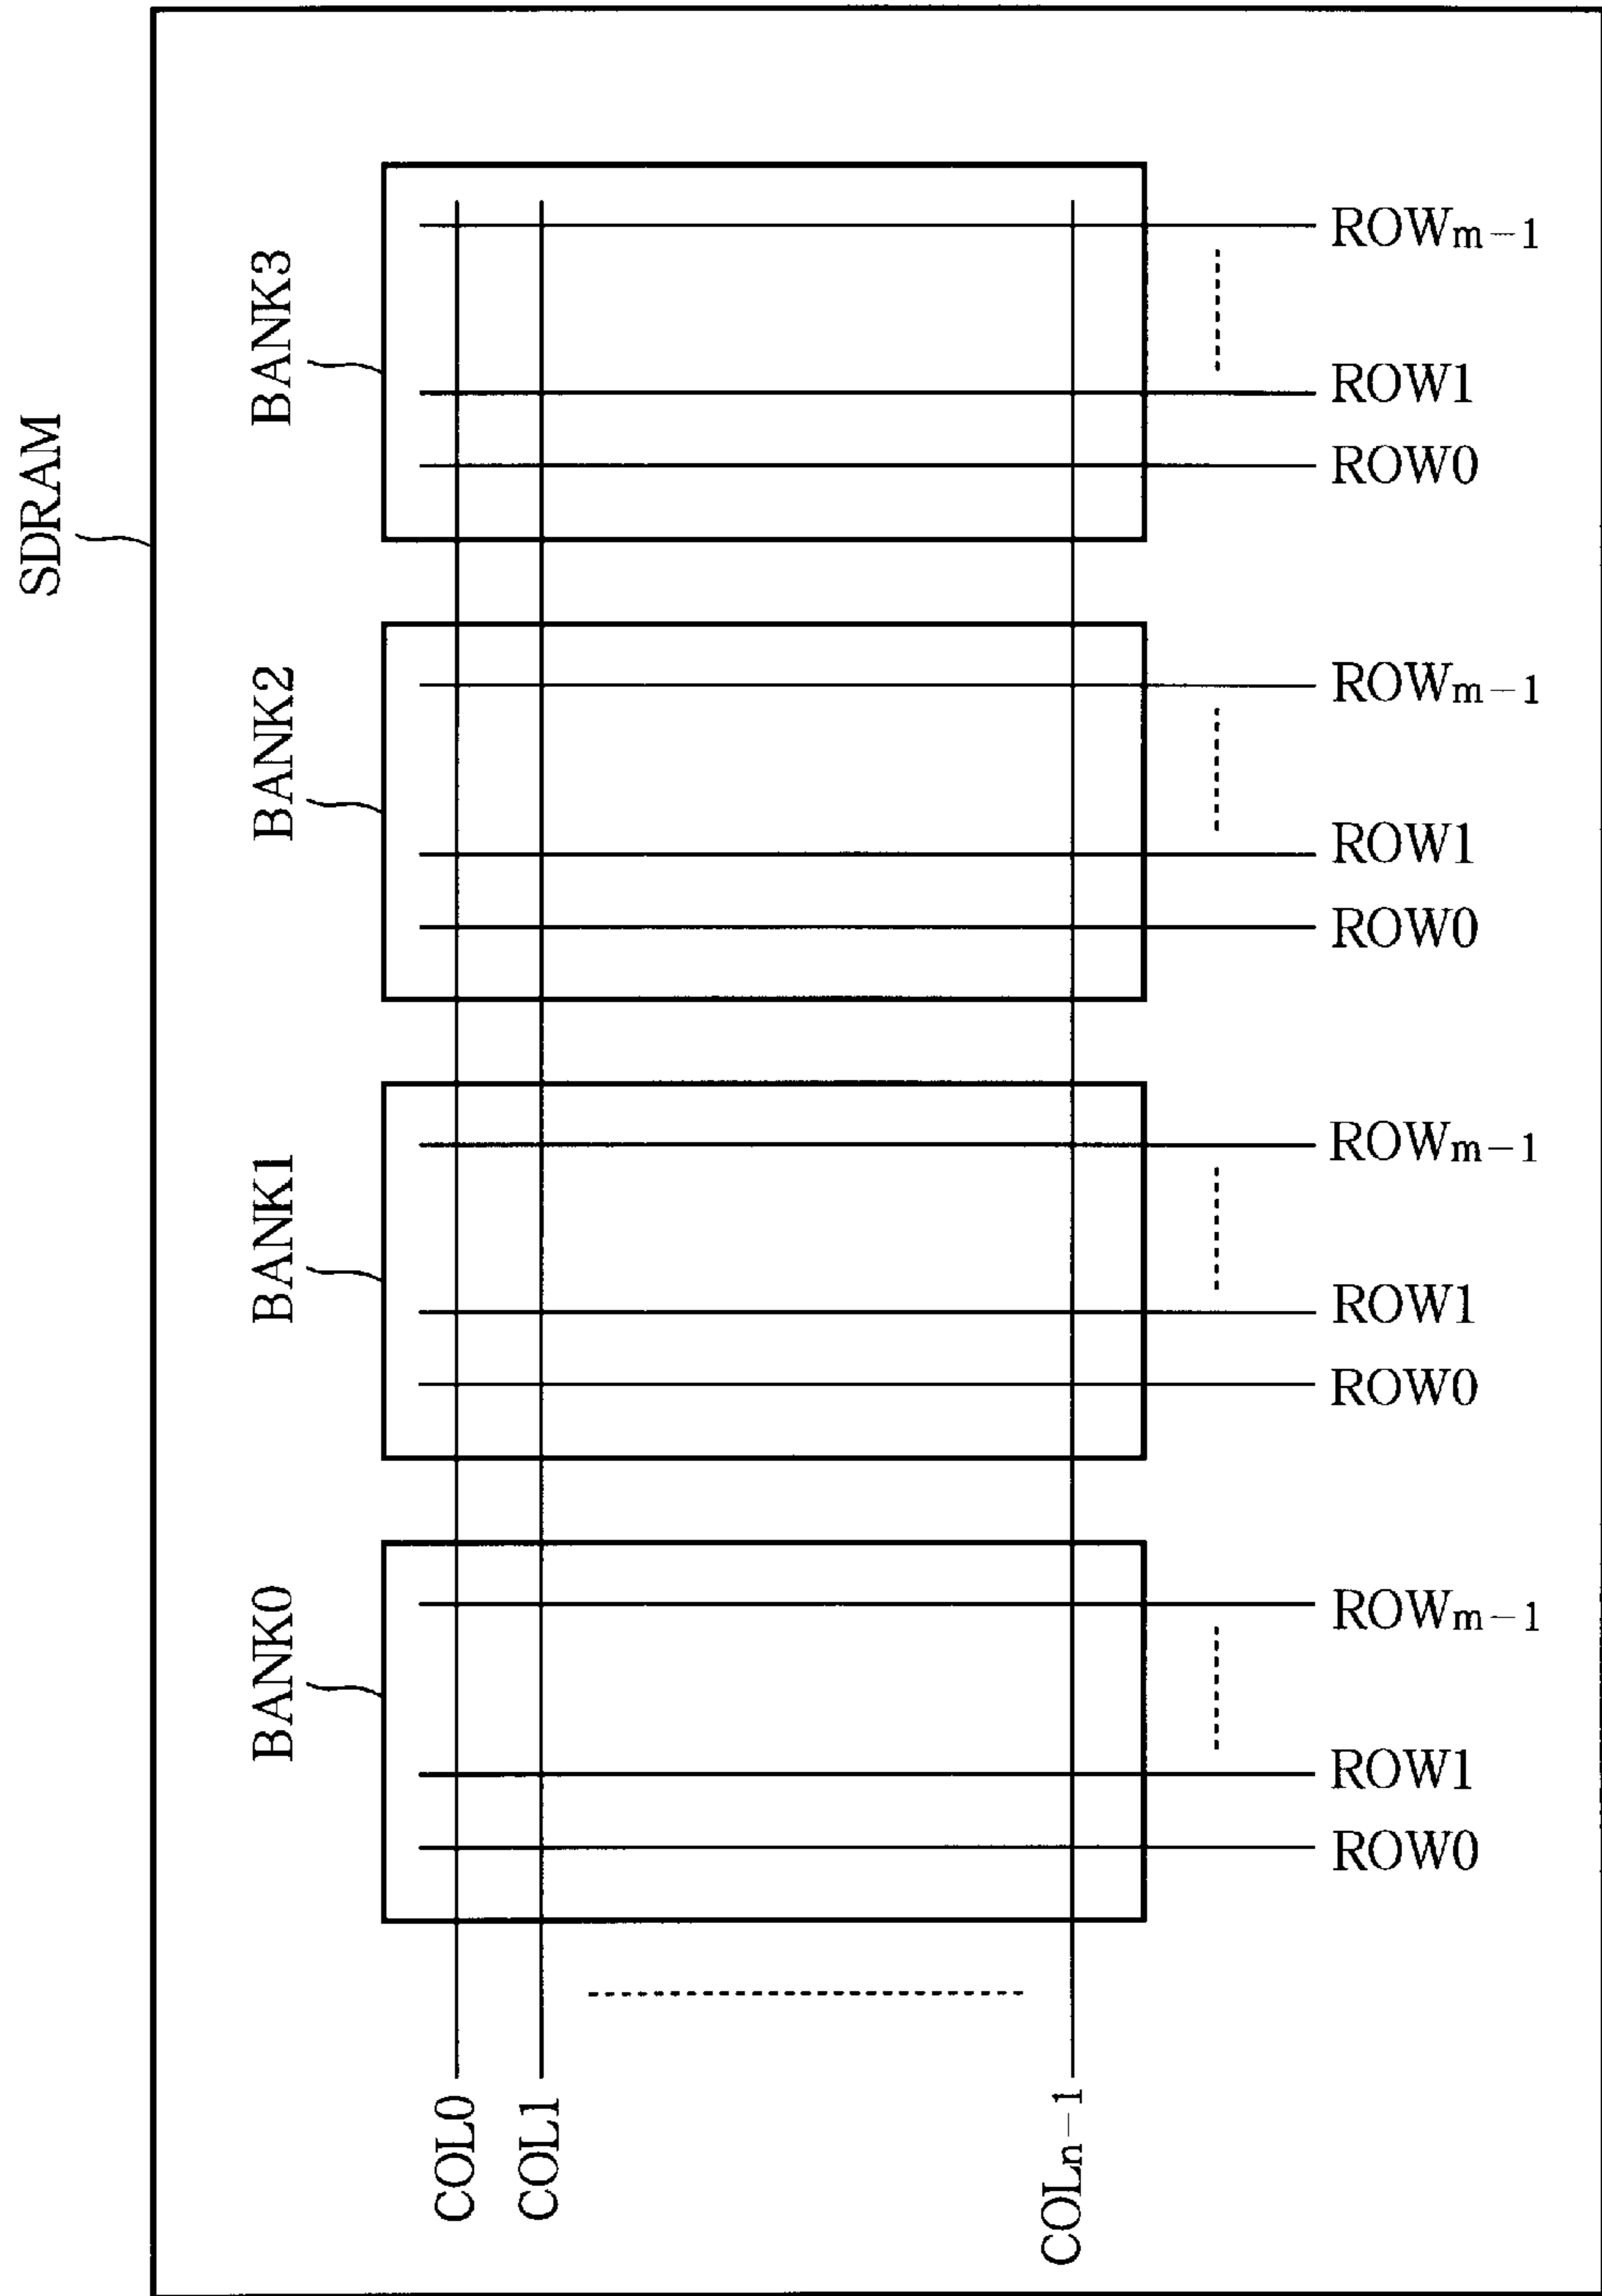 SDRAM
BANK3
ROWm-1
ROW1
ROW0
BANK2
ROWm-1
ROW1
ROW0
BANK1
ROWm-1
ROW1
ROW0
BANK0
ROWm-1
ROW1
ROW0
COL0
COL1
COLn-1